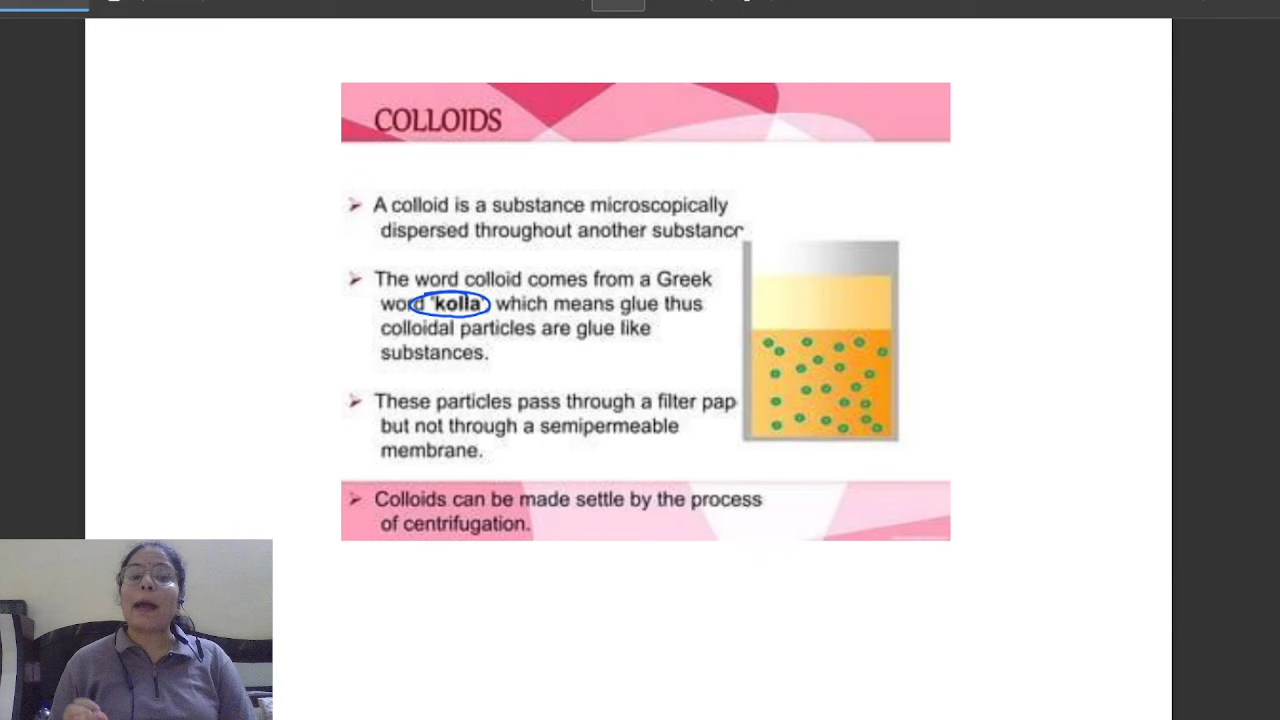 COLLOIDS
➢ A colloid is a substance microscopically
dispersed throughout another substance
➢ The word colloid comes from a Greek
word 'kolla', which means glue thus
colloidal particles are glue like
substances.
➢ These particles pass through a filter pap
but not through a semipermeable
membrane.
➢ Colloids can be made settle by the process
of centrifugation.